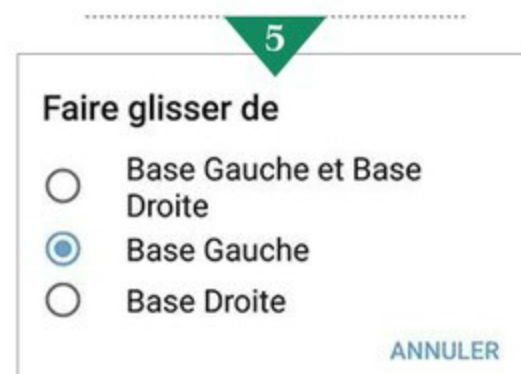 5
Faire glisser de
Base Gauche et Base
Droite
Base Gauche
Base Droite
ANNULER